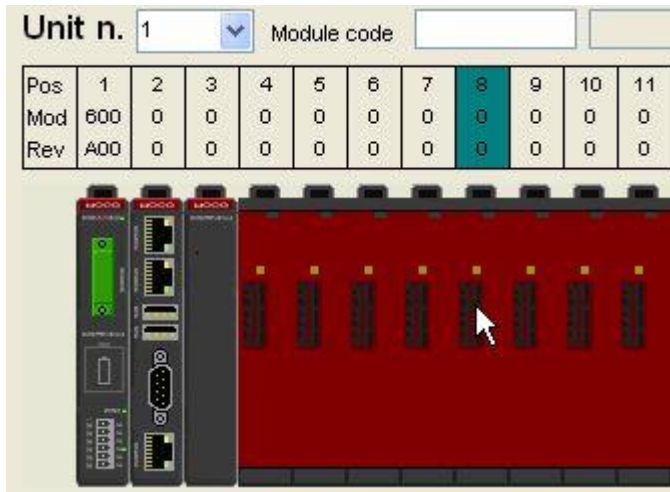 Unit n. 1 Module code
Pos 1 2 3 4 5 6 7 8 9 10 11
Mod 600 0 0 0 0 0 0 0 0 0 0
Rev A00 0 0 0 0 0 0 0 0 0 0